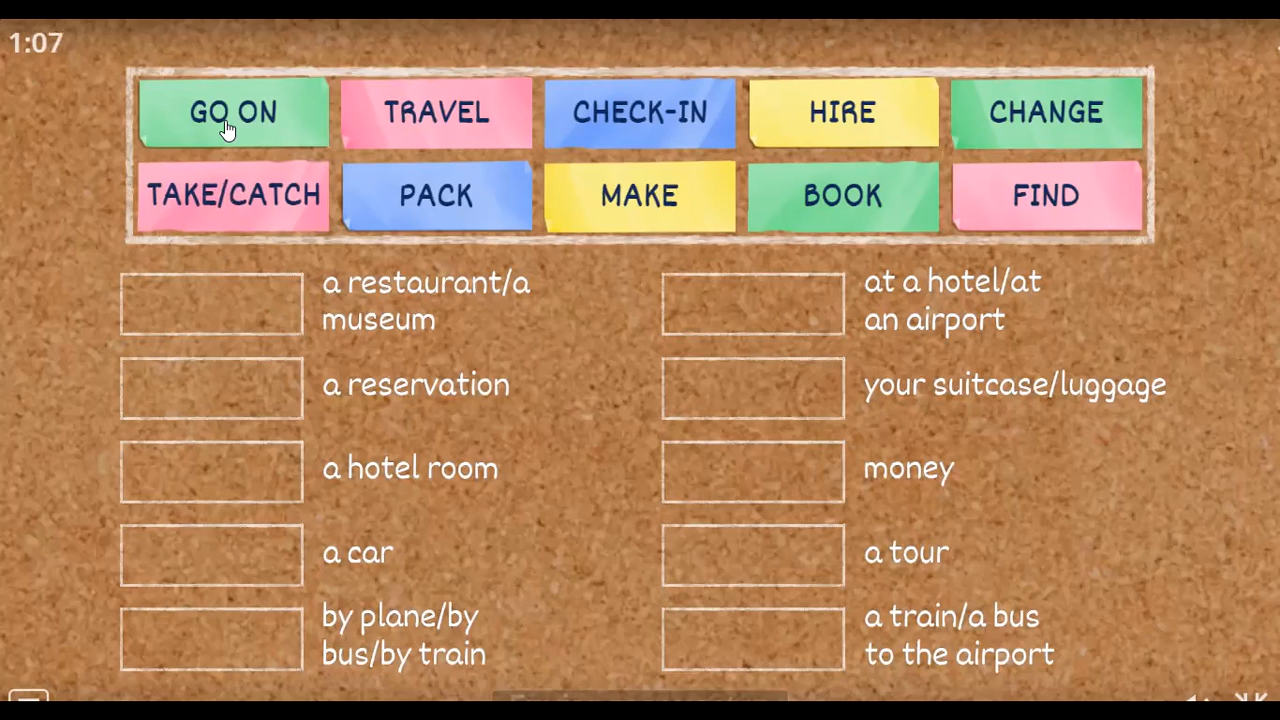 1:07
GO ON
TRAVEL
CHECK-IN
HIRE
CHANGE
TAKE/CATCH
PACK
MAKE
BOOK
FIND
a restaurant/a
museum
a reservation
a hotel room
a car
by plane/by
bus/by train
at a hotel/at
an airport
your suitcase/luggage
money
a tour
a train/a bus
to the airport